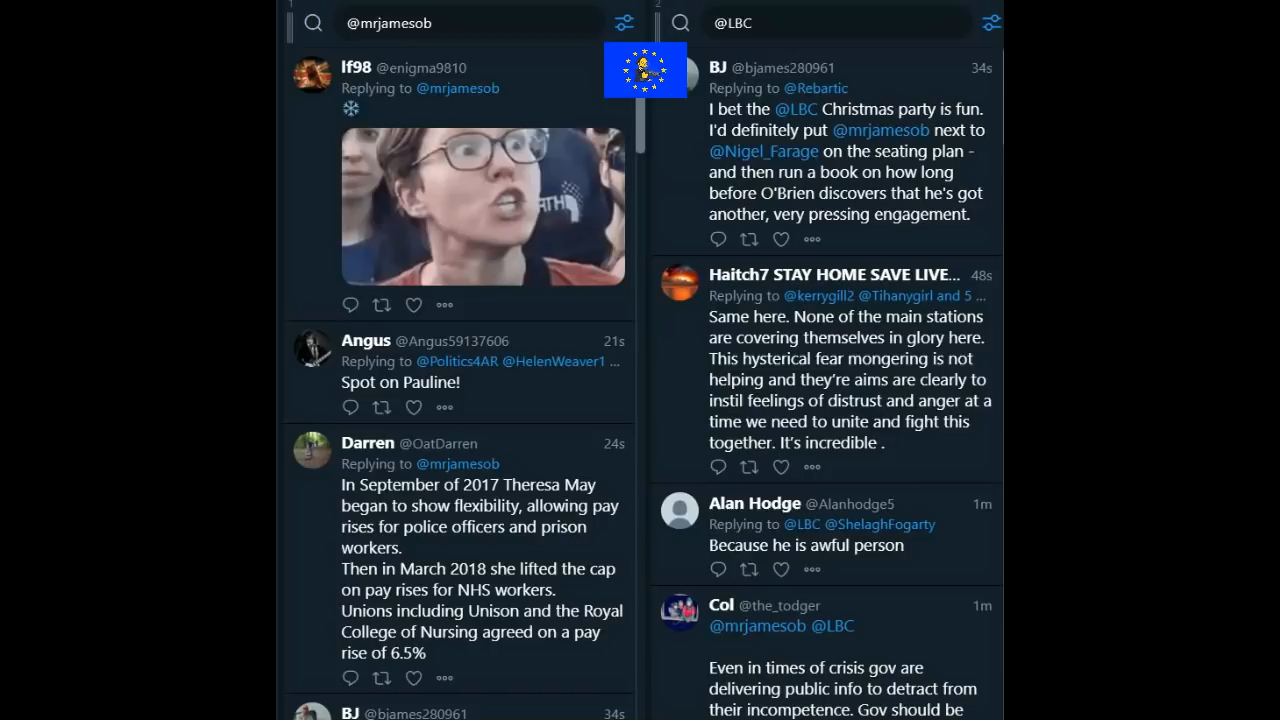 1
@mrjamesob
lf98 @enigma9810
Replying to @mrjamesob
ATH
Angus @Angus59137606 21s
Replying to @Politics4AR @HelenWeaver1 ...
Spot on Pauline!
Darren @OatDarren 24s
Replying to @mrjamesob
In September of 2017 Theresa May
began to show flexibility, allowing pay
rises for police officers and prison
workers.
Then in March 2018 she lifted the cap
on pay rises for NHS workers.
Unions including Unison and the Royal
College of Nursing agreed on a pay
rise of 6.5%
BJ @bjames280961 34s
2
@LBC
BJ @bjames280961 34s
Replying to @Rebartic
I bet the @LBC Christmas party is fun.
I'd definitely put @mrjamesob next to
@Nigel_Farage on the seating plan -
and then run a book on how long
before O'Brien discovers that he's got
another, very pressing engagement.
Haitch7 STAY HOME SAVE LIVE... 48s
Replying to @kerrygill2 @Tihanygirl and 5 ...
Same here. None of the main stations
are covering themselves in glory here.
This hysterical fear mongering is not
helping and they’re aims are clearly to
instil feelings of distrust and anger at a
time we need to unite and fight this
together. It’s incredible .
Alan Hodge @Alanhodge5 1m
Replying to @LBC @ShelaghFogarty
Because he is awful person
Col @the_todger 1m
@mrjamesob @LBC
Even in times of crisis gov are
delivering public info to detract from
their incompetence. Gov should be